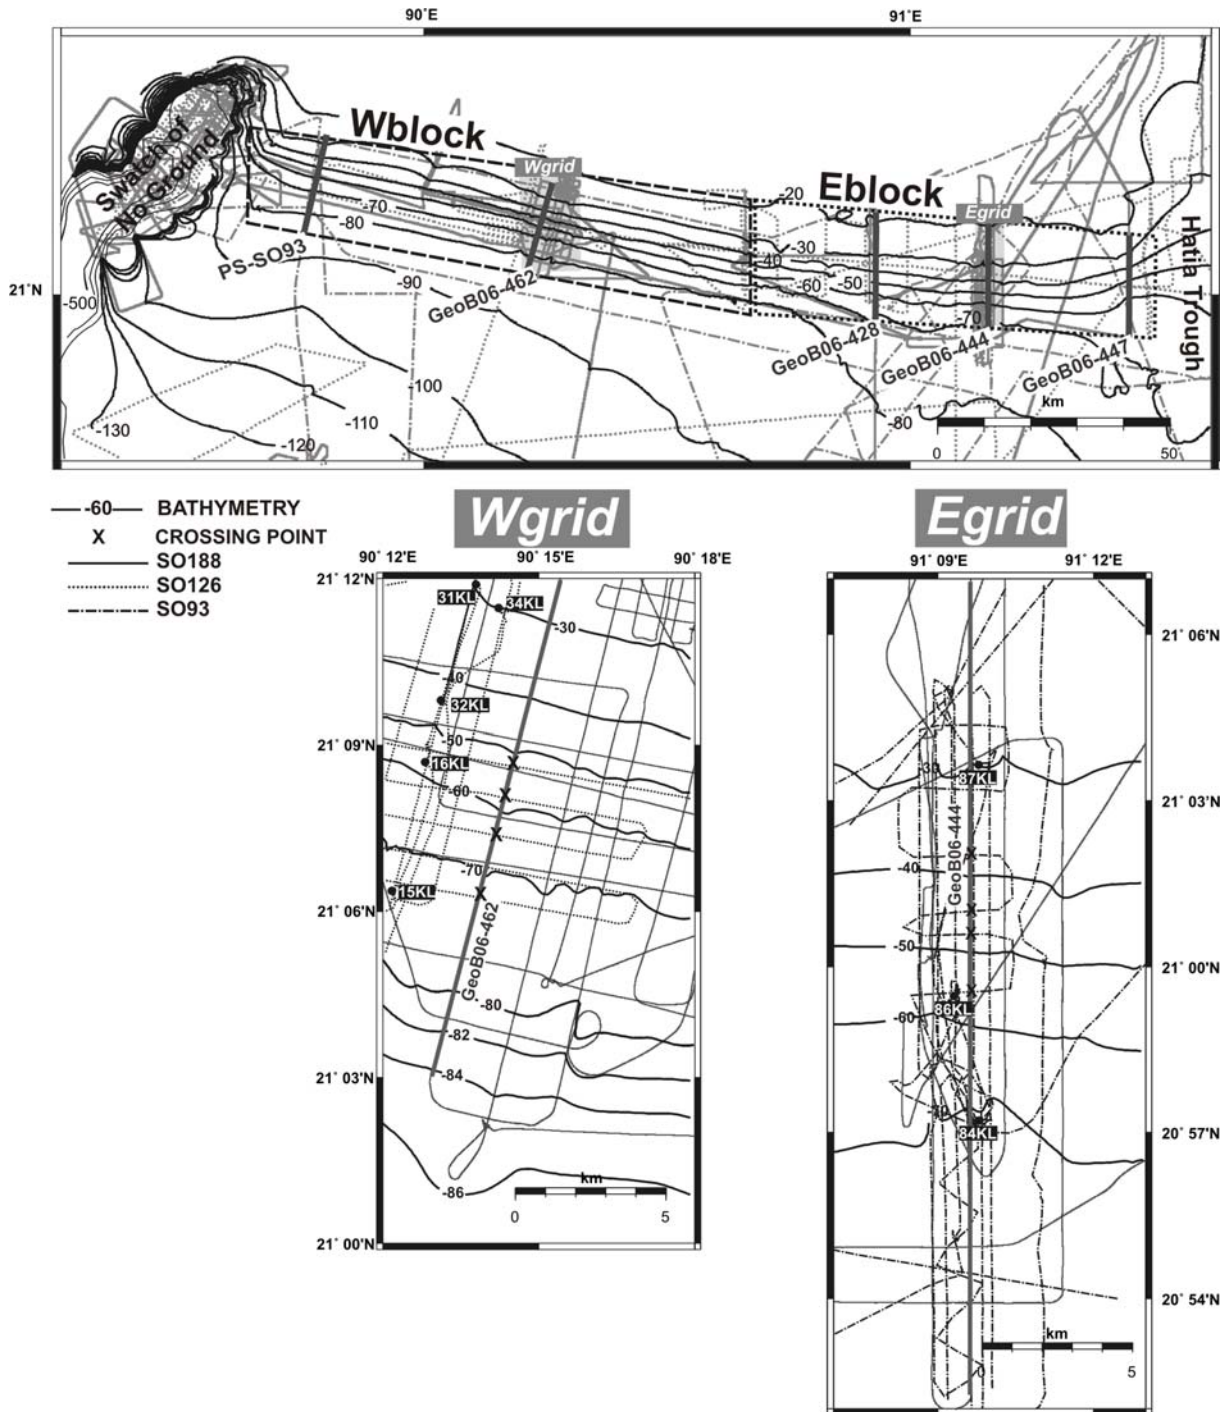 90˚E
91˚E
Wblock
Wgrid
Eblock
Egrid
Swatch of
No Ground
-20
-70
-80
-30
-40
-50
-60
-70
PS-SO93
-90
GeoB06-462
21˚N
-500
GeoB06-428
GeoB06-444
GeoB06-447
Hatia Trough
-100
-110
-120
-130
-80
km
0
50
-60 BATHYMETRY
X CROSSING POINT
SO188
SO126
SO93
Wgrid
90˚ 12'E
90˚ 15'E
90˚ 18'E
21˚ 12'N
31KL
34KL
-30
-40
32KL
-50
21˚ 09'N
16KL
X
-60
X
X
-70
15KL
X
21˚ 06'N
GeoB06-462
-80
-82
-84
21˚ 03'N
-86
km
0
5
21˚ 00'N
Egrid
91˚ 09'E
91˚ 12'E
21˚ 06'N
-30
87KL
21˚ 03'N
GeoB06-444
X
-40
X
X
-50
21˚ 00'N
X
86KL
-60
-70
84KL
20˚ 57'N
20˚ 54'N
km
0
5